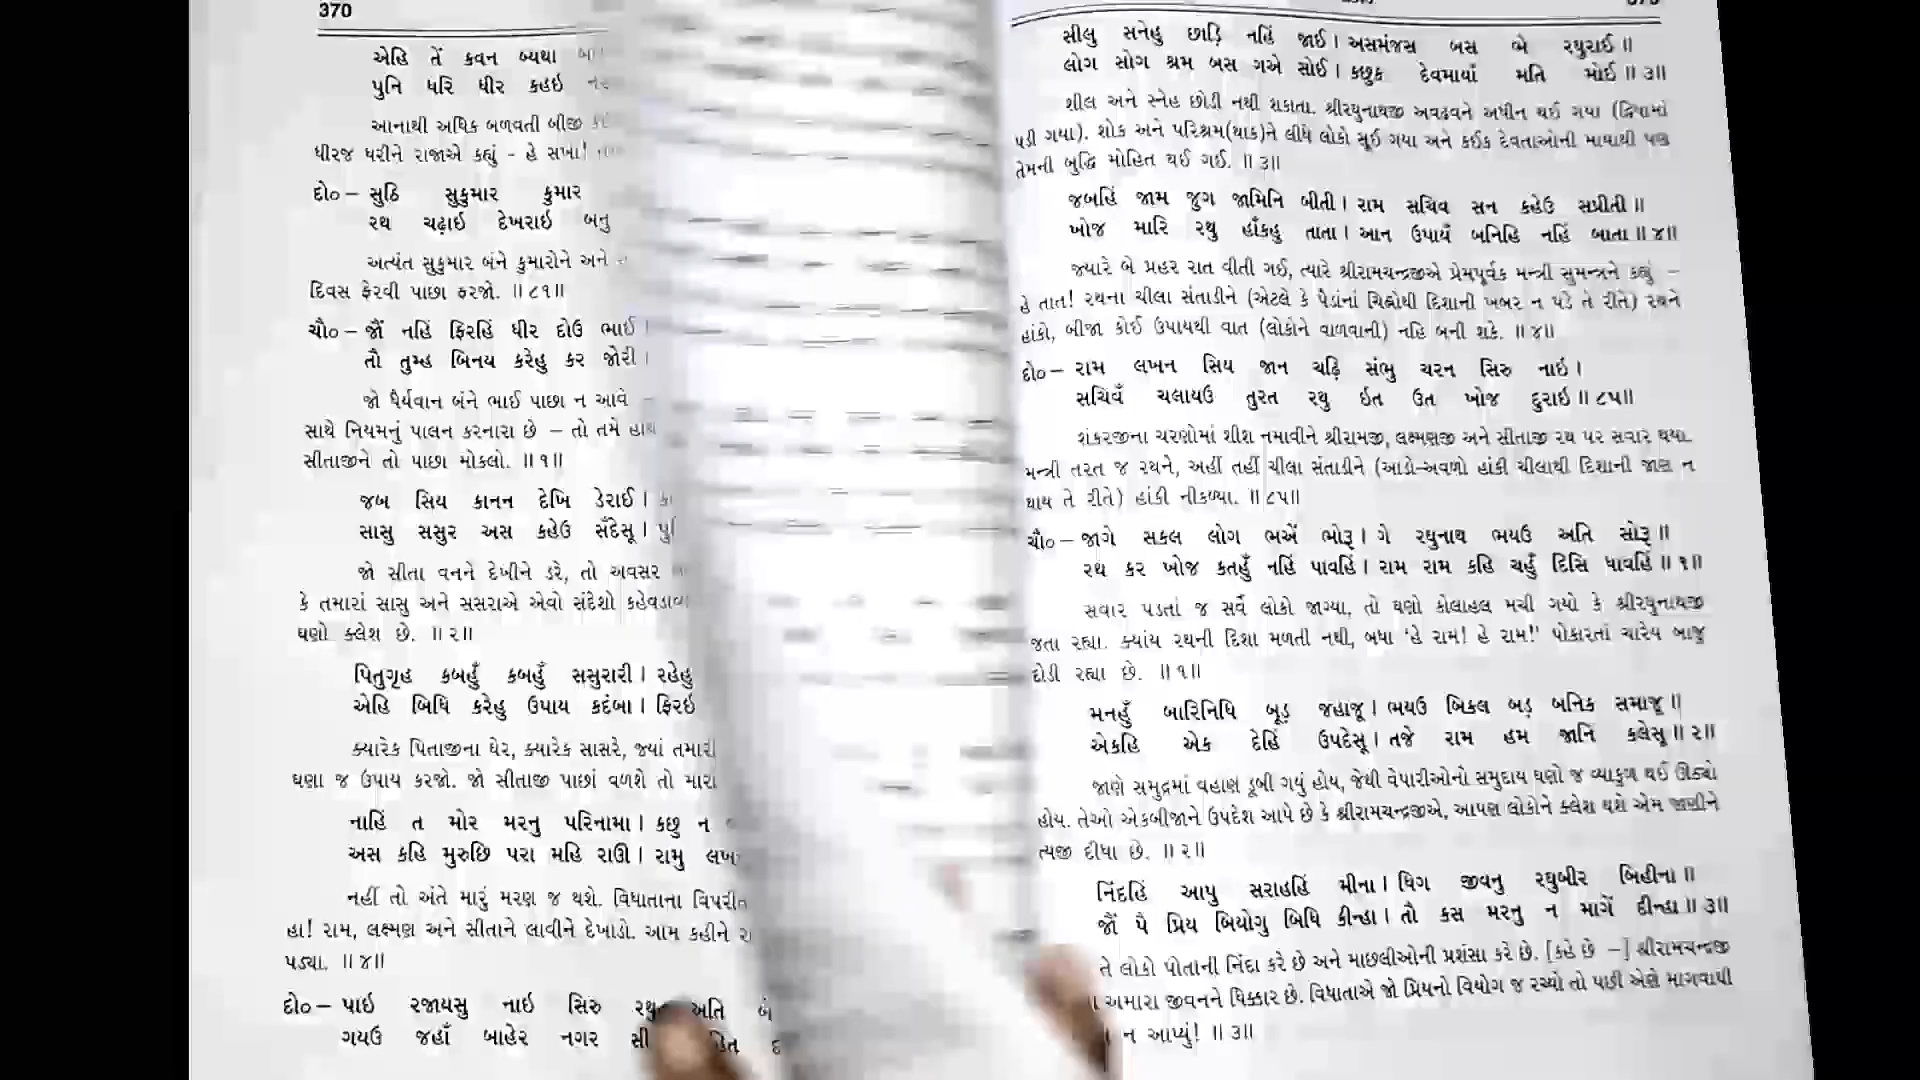 370
એહિ તેં કવન બ્યથા
પુનિ ધરિ ધીર કહઇ
આનાથી અધિક બળવતી બીજી
ધીરજ ધરીને રાજાએ કહ્યું – હે સખા!
દો૦ – સુઠિ સુકુમાર કુમાર
રથ ચઢ઼ાઇ દેખરાઇ બનુ
અત્યંત સુકુમાર બંને કુમારોને અને
દિવસ ફેરવી પાછા ફરજો. ॥ ૮૧॥
ચૌ૦ – જૌં નહિં ફિરહિં ધીર દોઉ ભાઈ।
તૌ તુમ્હ બિનય કરેહુ કર જોરી।
જો ધૈર્યવાન બંને ભાઈ પાછા ન આવે –
સાથે નિયમનું પાલન કરનારા છે – તો તમે હાથ
સીતાજીને તો પાછા મોકલો. ॥ ૧॥
જબ સિય કાનન દેખિ ડેરાઈ।
સાસુ સસુર અસ કહેઉ સઁદેસૂ।
જો સીતા વનને દેખીને ડરે, તો અવસર
કે તમારાં સાસુ અને સસરાએ એવો સંદેશો
ઘણો ક્લેશ છે. ॥ ૨॥
પિતુગૃહ કબહુઁ કબહુઁ સસુરારી। રહેહુ
એહિ બિધિ કરેહુ ઉપાય કદંબા। ફિરઇ
ક્યારેક પિતાજીના ઘેર, ક્યારેક સાસરે, જ્યાં તમારી
ઘણા જ ઉપાય કરજો. જો સીતાજી પાછાં વળશે તો મારા
નાહિં ત મોર મરનુ પરિનામા। કછુ ન
અસ કહિ મુરુછિ પરા મહિ રાઊ। રામુ
નહીં તો અંતે મારું મરણ જ થશે. વિધાતાના વિપરીત
હા! રામ, લક્ષ્મણ અને સીતાને લાવીને દેખાડો. આમ કહીને
પડ્યા. ॥ ૪॥
દો૦ – પાઇ રજાયસુ નાઇ સિરુ અતિ
ગયઉ જહાઁ બાહેર નગર
સીલુ સનેહુ છાડ઼િ નહિં જાઈ। અસમંજસ બસ ભે રઘુરાઈ॥
લોગ સોગ શ્રમ બસ ગએ સોઈ। કછુક દેવમાયાઁ મતિ મોઈ॥ ૩॥
શીલ અને સ્નેહ છોડી નથી શકાતા. શ્રીરઘુનાથજી અવઢવને અધીન થઈ ગયા (દ્વિધામાં
પડી ગયા). શોક અને પરિશ્રમ(થાક)ને લીધે લોકો સૂઈ ગયા અને કઈક દેવતાઓની માયાથી પણ
તેમની બુદ્ધિ મોહિત થઈ ગઈ. ॥ ૩॥
જબહિં જામ જુગ જામિનિ બીતી। રામ સચિવ સન કહેઉ સપ્રીતી॥
ખોજ મારિ રથુ હાઁકહુ તાતા। આન ઉપાયઁ બનિહિ નહિં બાતા॥ ૪॥
જ્યારે બે પ્રહર રાત વીતી ગઈ, ત્યારે શ્રીરામચન્દ્રજીએ પ્રેમપૂર્વક મન્ત્રી સુમન્ત્રને કહ્યું –
હે તાત! રથના ચીલા સંતાડીને (એટલે કે પૈડાંનાં ચિહ્નોથી દિશાની ખબર ન પડે તે રીતે) રથને
હાંકો, બીજા કોઈ ઉપાયથી વાત (લોકોને વાળવાની) નહિ બની શકે. ॥ ૪॥
દો૦ – રામ લખન સિય જાન ચઢ઼િ સંભુ ચરન સિરુ નાઇ।
સચિવઁ ચલાયઉ તુરત રથુ ઇત ઉત ખોજ દુરાઇ॥ ૮૫॥
શંકરજીના ચરણોમાં શીશ નમાવીને શ્રીરામજી, લક્ષ્મણજી અને સીતાજી રથ પર સવાર થયા.
મન્ત્રી તરત જ રથને, અહીં તહીં ચીલા સંતાડીને (આડો-અવળો હાંકી ચીલાથી દિશાની જાણ ન
થાય તે રીતે) હાંકી નીકળ્યા. ॥ ૮૫॥
ચૌ૦ – જાગે સકલ લોગ ભએઁ ભોરૂ। ગે રઘુનાથ ભયઉ અતિ સોરૂ॥
રથ કર ખોજ કતહુઁ નહિં પાવહિં। રામ રામ કહિ ચહુઁ દિસિ ધાવહિં॥ ૧॥
સવાર પડતાં જ સર્વે લોકો જાગ્યા, તો ઘણો કોલાહલ મચી ગયો કે શ્રીરઘુનાથજી
જતા રહ્યા. ક્યાંય રથની દિશા મળતી નથી, બધા ‘હે રામ! હે રામ!’ પોકારતાં ચારેય બાજુ
દોડી રહ્યા છે. ॥ ૧॥
મનહુઁ બારિનિધિ બૂડ઼ જહાજૂ। ભયઉ બિકલ બડ઼ બનિક સમાજૂ॥
એકહિ એક દેહિં ઉપદેસૂ। તજે રામ હમ જાનિ કલેસૂ॥ ૨॥
જાણે સમુદ્રમાં વહાણ ડૂબી ગયું હોય, જેથી વેપારીઓનો સમુદાય ઘણો જ વ્યાકુળ થઈ ઊઠ્યો
હોય. તેઓ એકબીજાને ઉપદેશ આપે છે કે શ્રીરામચન્દ્રજીએ, આપણ લોકોને ક્લેશ થશે એમ જાણીને
ત્યજી દીધા છે. ॥ ૨॥
નિંદહિં આપુ સરાહહિં મીના। ધિગ જીવનુ રઘુબીર બિહીના॥
જૌં પૈ પ્રિય બિયોગુ બિધિ કીન્હા। તૌ કસ મરનુ ન માગેં દીન્હા॥ ૩॥
તે લોકો પોતાની નિંદા કરે છે અને માછલીઓની પ્રશંસા કરે છે. [કહે છે –] શ્રીરામચન્દ્રજી
અમારા જીવનને ધિક્કાર છે. વિધાતાએ જો પ્રિયનો વિયોગ જ રચ્યો તો પછી એણે માગવાથી
ન આપ્યું! ॥ ૩॥